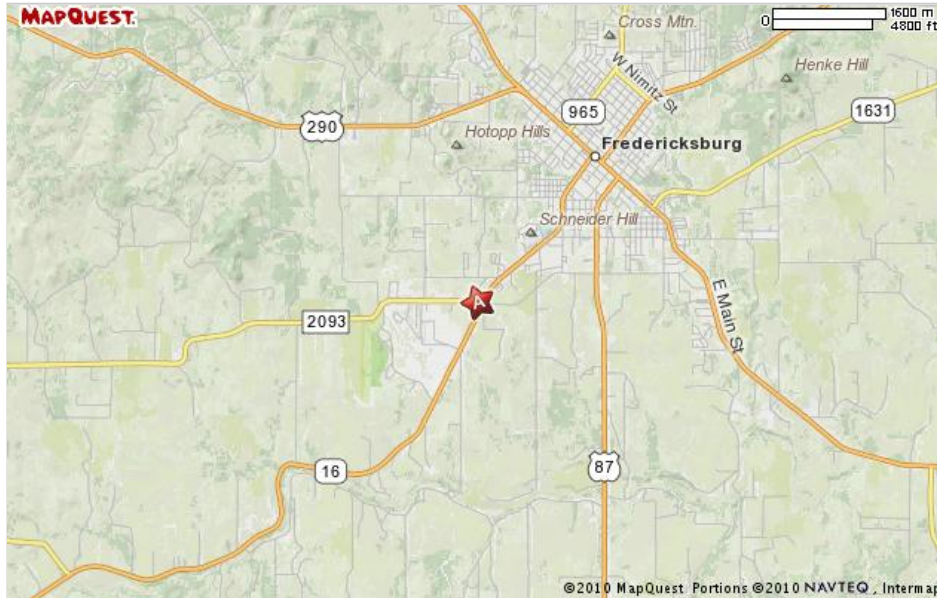 MAPQUEST.
Cross Mtn.
0 1600 m
4800 ft
Henke Hill
W Nimitz St
965
1631
290
Hotopp Hills
Fredericksburg
Schneider Hill
A
E Main St
2093
16
87
©2010 MapQuest Portions ©2010 NAVTEQ, Intermap